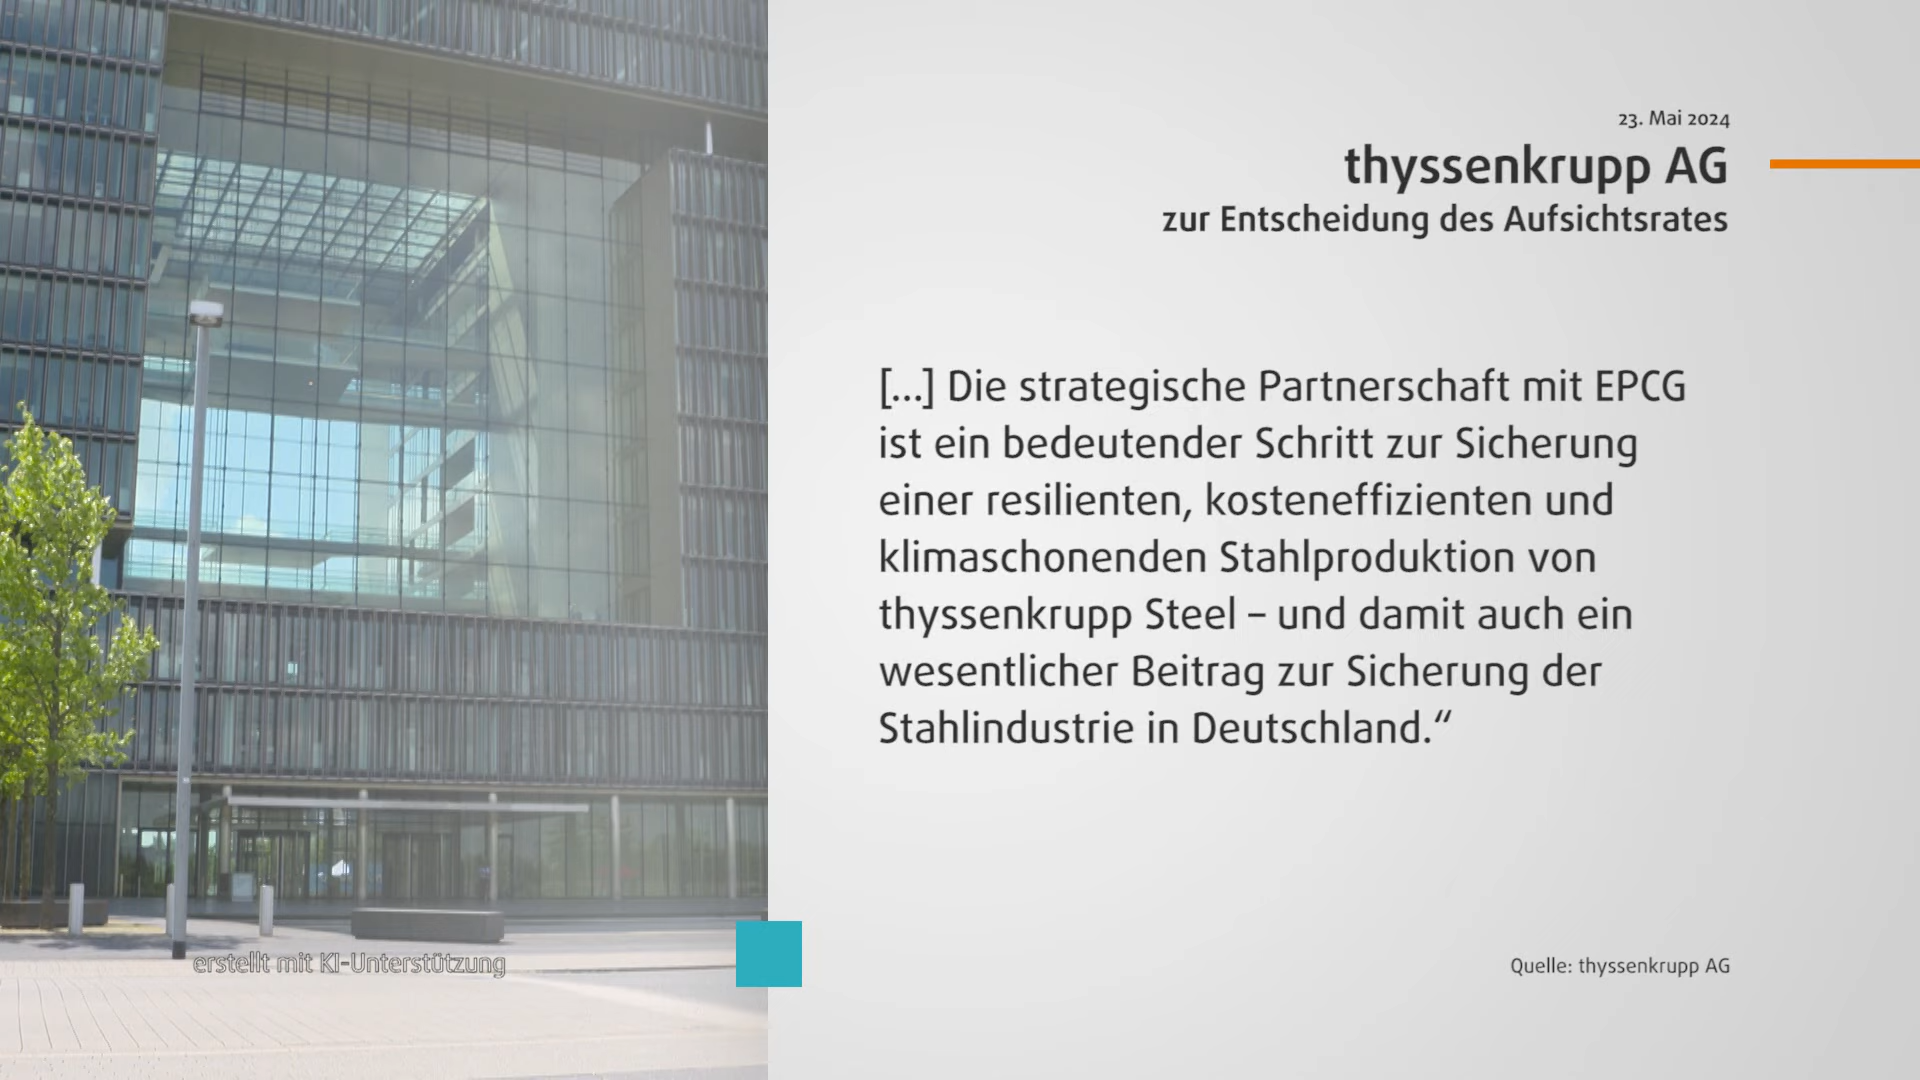 23. Mai 2024
thyssenkrupp AG
zur Entscheidung des Aufsichtsrates
[...] Die strategische Partnerschaft mit EPCG
ist ein bedeutender Schritt zur Sicherung
einer resilienten, kosteneffizienten und
klimaschonenden Stahlproduktion von
thyssenkrupp Steel – und damit auch ein
wesentlicher Beitrag zur Sicherung der
Stahlindustrie in Deutschland.“
erstellt mit KI-Unterstützung
Quelle: thyssenkrupp AG